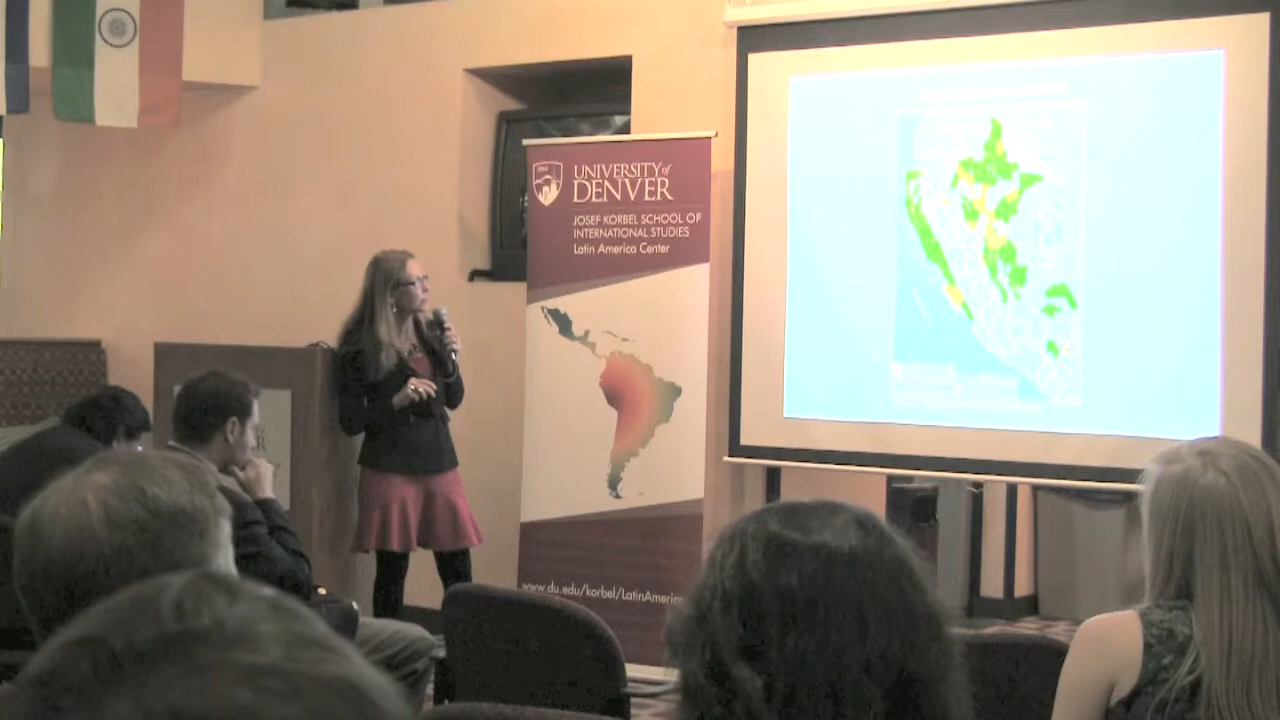 UNIVERSITY of
DENVER
JOSEF KORBEL SCHOOL OF
INTERNATIONAL STUDIES
Latin America Center
www.du.edu/korbel/LatinAmeric